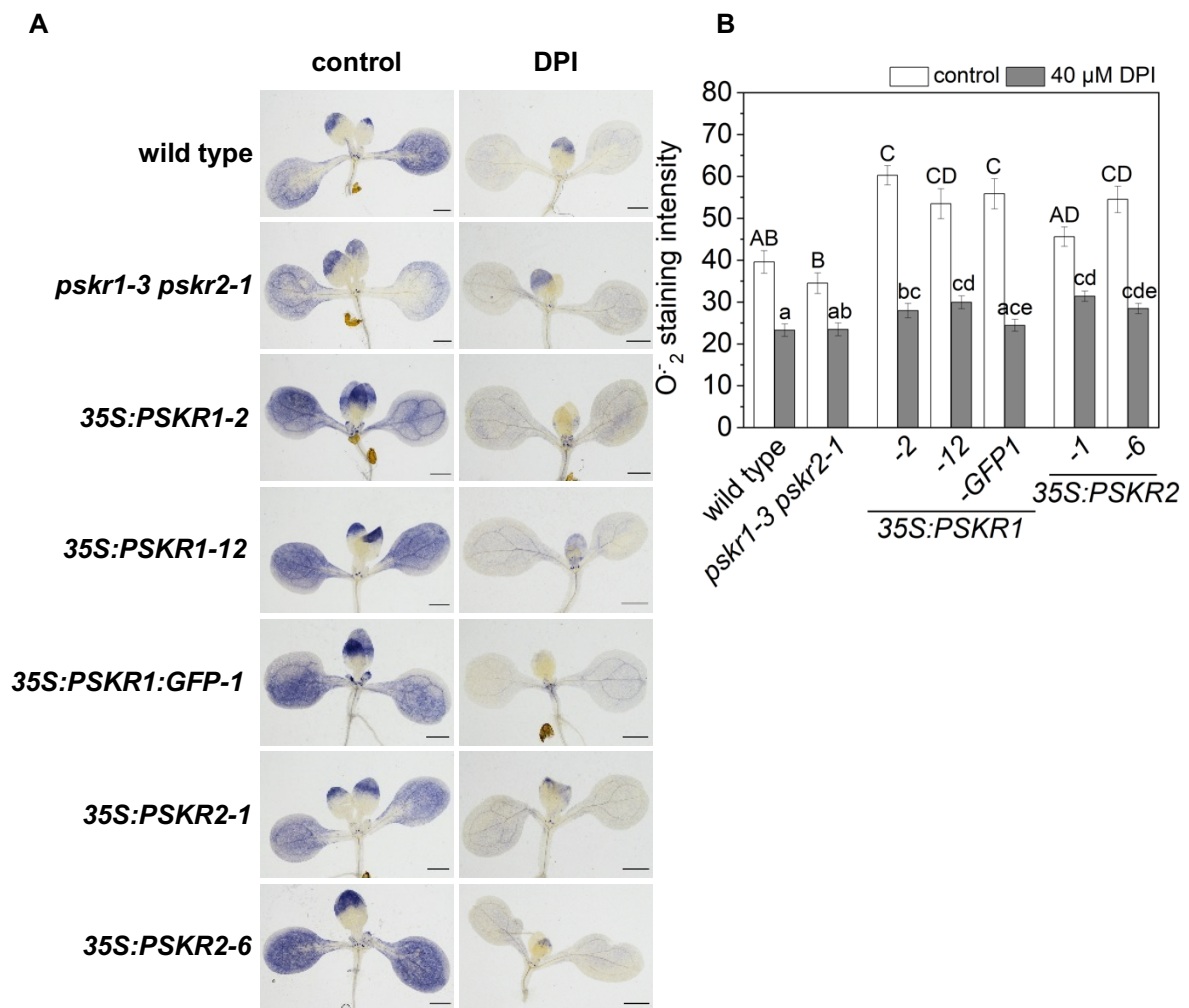 A
control DPI
wild type
pskr1-3 pskr2-1
35S:PSKR1-2
35S:PSKR1-12
35S:PSKR1:GFP-1
35S:PSKR2-1
35S:PSKR2-6
B
control 40 µM DPI
O·-2 staining intensity
80
70
60
50
40
30
20
10
0
AB
a
B
ab
C
bc
CD
cd
C
ace
AD
cd
CD
cde
wild type
pskr1-3 pskr2-1
-2
-12
-GFP1
-1
-6
35S:PSKR1
35S:PSKR2